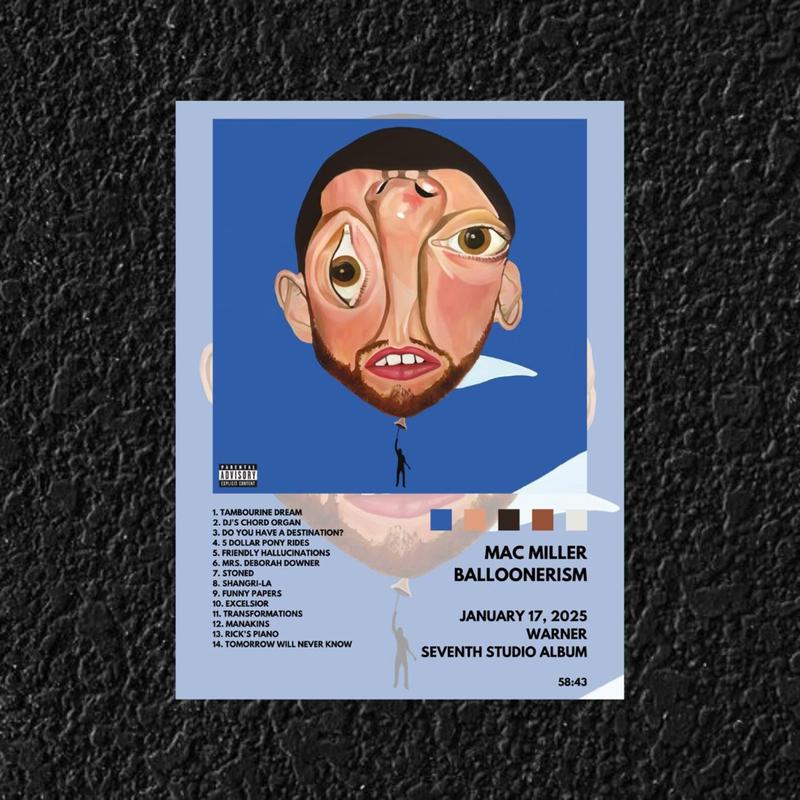 PARENTAL
ADVISORY
EXPLICIT CONTENT
1. TAMBOURINE DREAM
2. DJ'S CHORD ORGAN
3. DO YOU HAVE A DESTINATION?
4. 5 DOLLAR PONY RIDES
5. FRIENDLY HALLUCINATIONS
6. MRS. DEBORAH DOWNER
7. STONED
8. SHANGRI-LA
9. FUNNY PAPERS
10. EXCELSIOR
11. TRANSFORMATIONS
12. MANAKINS
13. RICK'S PIANO
14. TOMORROW WILL NEVER KNOW
MAC MILLER
BALLOONERISM
JANUARY 17, 2025
WARNER
SEVENTH STUDIO ALBUM
58:43